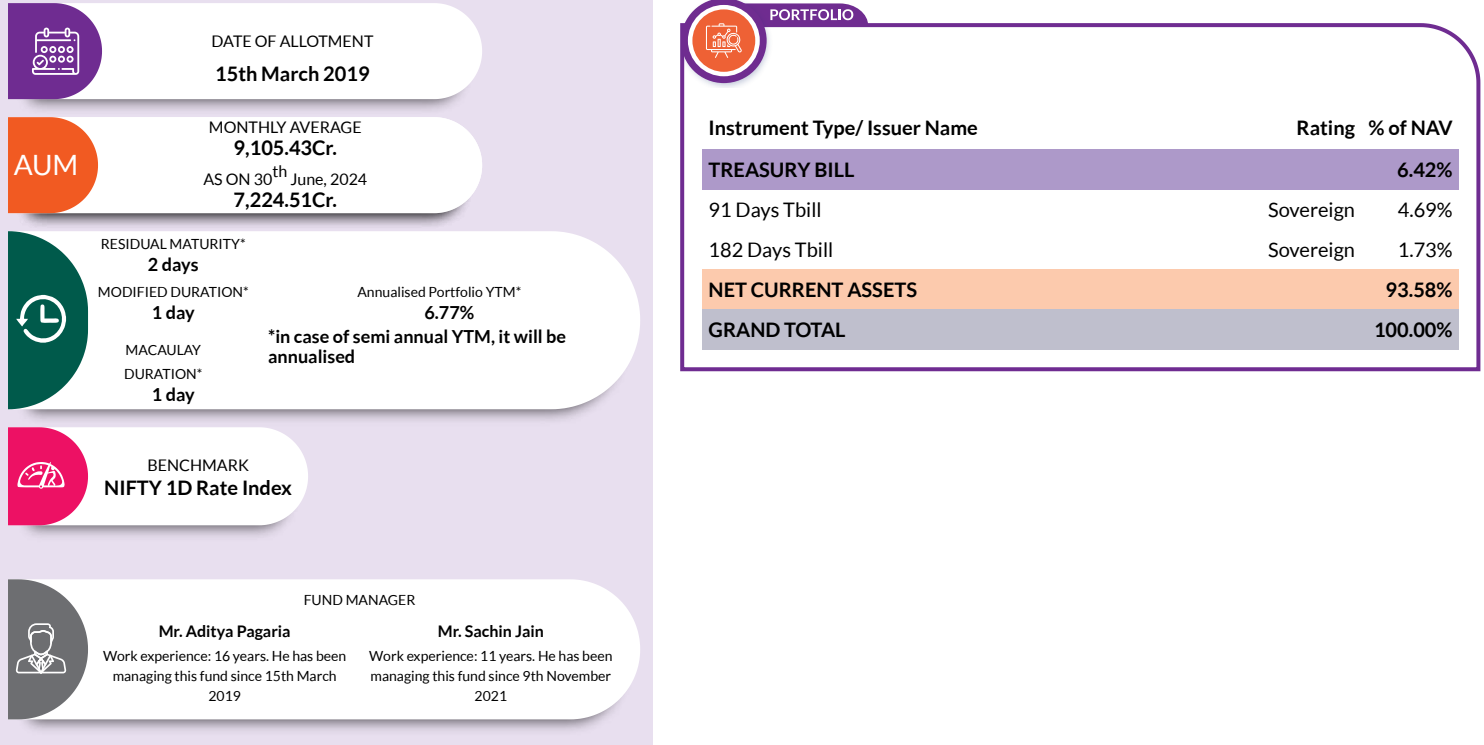 DATE OF ALLOTMENT
15th March 2019
AUM
MONTHLY AVERAGE
9,105.43Cr.
AS ON 30th June, 2024
7,224.51Cr.
RESIDUAL MATURITY*
2 days
MODIFIED DURATION*
1 day
MACAULAY
DURATION*
1 day
Annualised Portfolio YTM*
6.77%
*in case of semi annual YTM, it will be
annualised
BENCHMARK
NIFTY 1D Rate Index
FUND MANAGER
Mr. Aditya Pagaria
Work experience: 16 years. He has been
managing this fund since 15th March
2019
Mr. Sachin Jain
Work experience: 11 years. He has been
managing this fund since 9th November
2021
PORTFOLIO
Instrument Type/ Issuer Name Rating % of NAV
TREASURY BILL 6.42%
91 Days Tbill Sovereign 4.69%
182 Days Tbill Sovereign 1.73%
NET CURRENT ASSETS 93.58%
GRAND TOTAL 100.00%